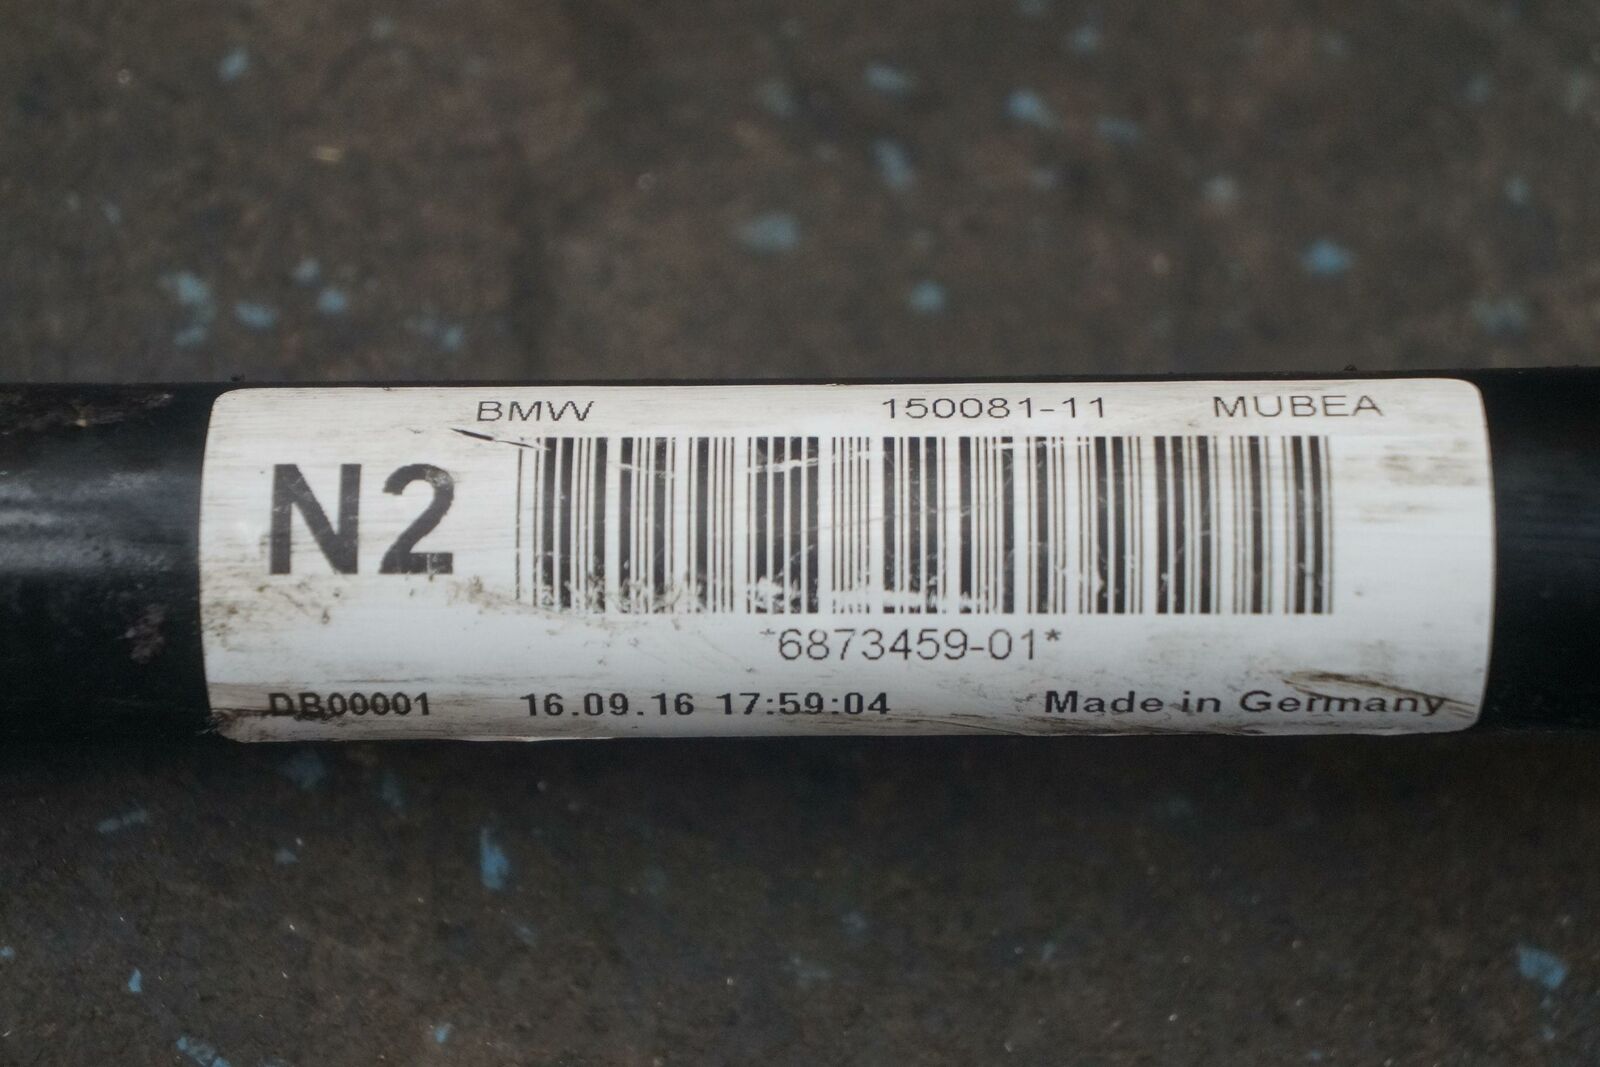 BMW 150081-11 MUBEA
N2
*6873459-01*
DB00001 16.09.16 17:59:04 Made in Germany